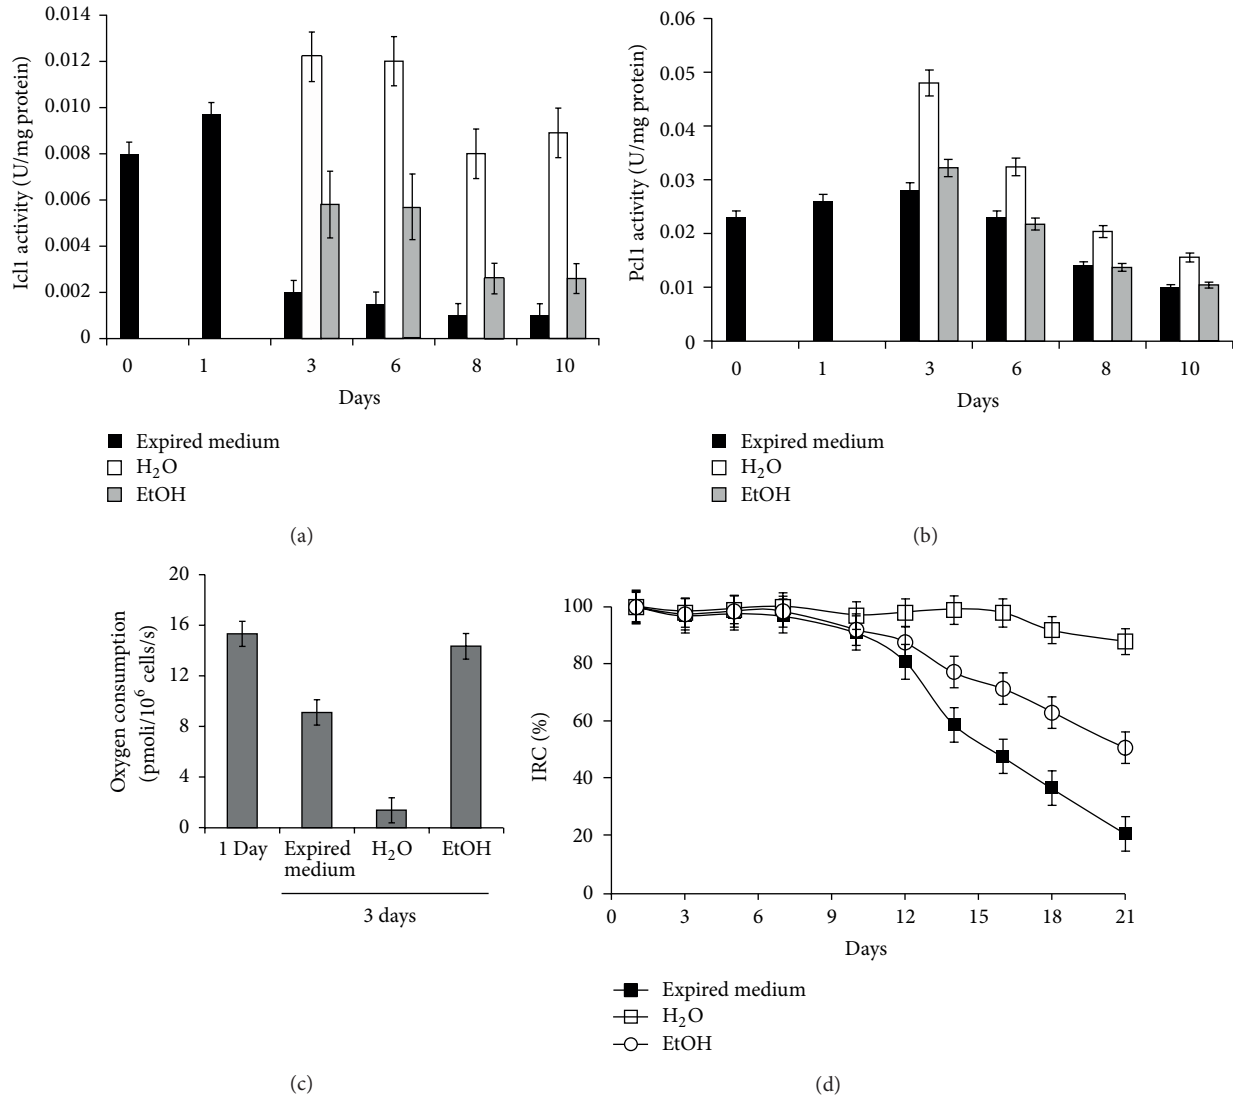 0.014
0.012
0.010
0.008
0.006
0.004
0.002
0
Icl1 activity (U/mg protein)
0 1 3 6 8 10
Days
Expired medium
H₂O
EtOH
(a)
0.06
0.05
0.04
0.03
0.02
0.01
0
Pcl1 activity (U/mg protein)
0 1 3 6 8 10
Days
Expired medium
H₂O
EtOH
(b)
20
16
12
8
4
0
Oxygen consumption
(pmoli/10⁶ cells/s)
1 Day Expired H₂O EtOH
medium
3 days
(c)
100
80
60
40
20
0
IRC (%)
0 3 6 9 12 15 18 21
Days
Expired medium
H₂O
EtOH
(d)